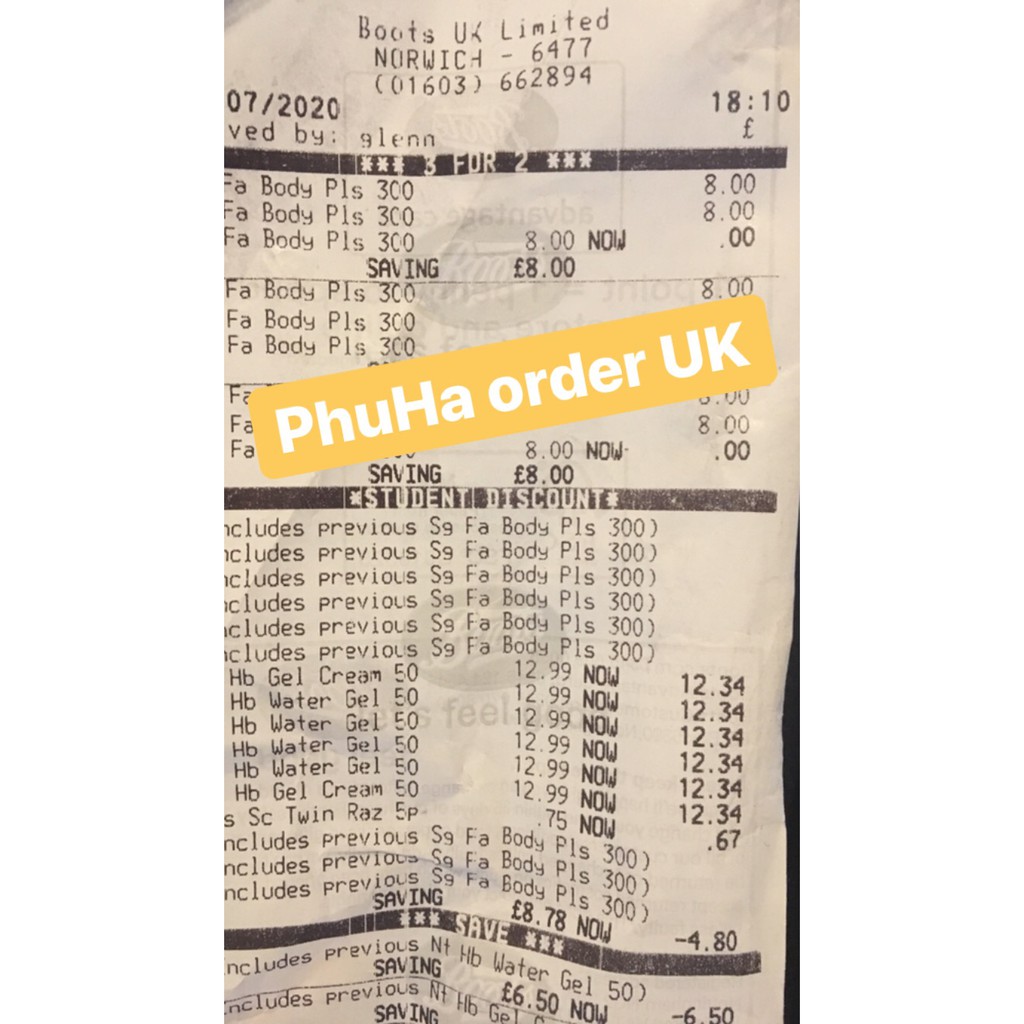 Boots UK Limited
NORWICH - 6477
(01603) 662894
07/2020 18:10
ved by: glenn £
*** 3 FOR 2 ***
Fa Body Pls 300 8.00
Fa Body Pls 300 8.00
Fa Body Pls 300 8.00 NOW .00
SAVING £8.00
Fa Body Pls 300 8.00
Fa Body Pls 300
Fa Body Pls 300
PhuHa order UK
Fa
Fa 8.00
Fa 8.00 NOW .00
SAVING £8.00
*STUDENT DISCOUNT*
ncludes previous Sg Fa Body Pls 300)
ncludes previous Sg Fa Body Pls 300)
ncludes previous Sg Fa Body Pls 300)
ncludes previous Sg Fa Body Pls 300)
ncludes previous Sg Fa Body Pls 300)
ncludes previous Sg Fa Body Pls 300)
Hb Gel Cream 50 12.99 NOW 12.34
Hb Water Gel 50 12.99 NOW 12.34
Hb Water Gel 50 12.99 NOW 12.34
Hb Water Gel 50 12.99 NOW 12.34
Hb Water Gel 50 12.99 NOW 12.34
Hb Gel Cream 50 12.99 NOW 12.34
s Sc Twin Raz 5p .75 NOW .67
ncludes previous Sg Fa Body Pls 300)
ncludes previous Sg Fa Body Pls 300)
ncludes previous Sg Fa Body Pls 300)
SAVING £8.78 NOW -4.80
*** SAVE ***
ncludes previous Nt Hb Water Gel 50)
SAVING £6.50 NOW -6.50
ncludes previous Nt Hb Gel
SAVING